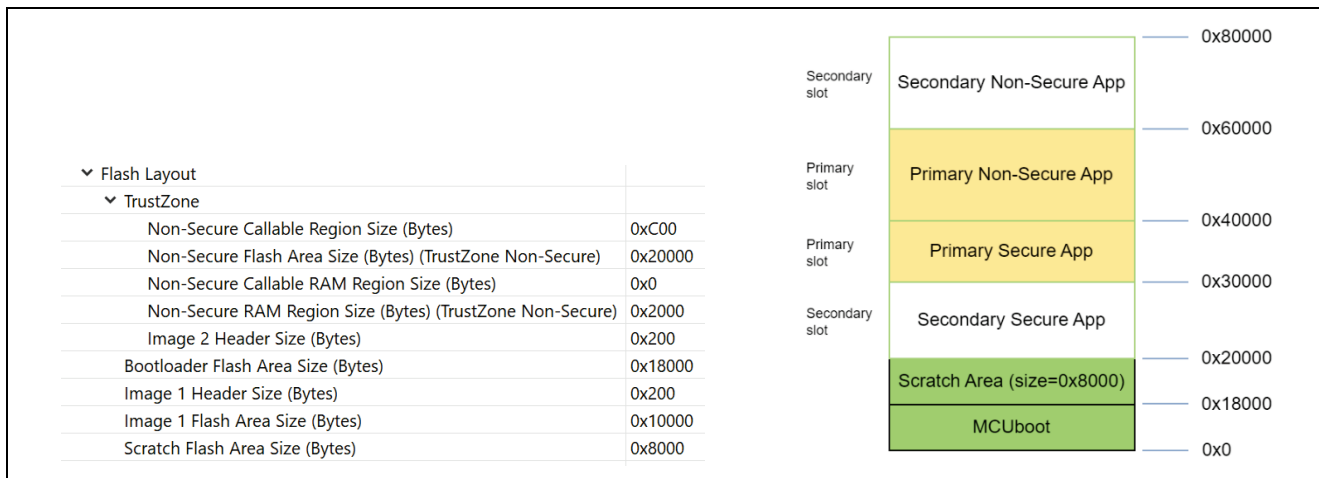 Flash Layout
TrustZone
Non-Secure Callable Region Size (Bytes) 0xC00
Non-Secure Flash Area Size (Bytes) (TrustZone Non-Secure) 0x20000
Non-Secure Callable RAM Region Size (Bytes) 0x0
Non-Secure RAM Region Size (Bytes) (TrustZone Non-Secure) 0x2000
Image 2 Header Size (Bytes) 0x200
Bootloader Flash Area Size (Bytes) 0x18000
Image 1 Header Size (Bytes) 0x200
Image 1 Flash Area Size (Bytes) 0x10000
Scratch Flash Area Size (Bytes) 0x8000
0x80000
Secondary
slot
Secondary Non-Secure App
0x60000
Primary
slot
Primary Non-Secure App
0x40000
Primary
slot
Primary Secure App
0x30000
Secondary
slot
Secondary Secure App
0x20000
Scratch Area (size=0x8000)
0x18000
MCUboot
0x0